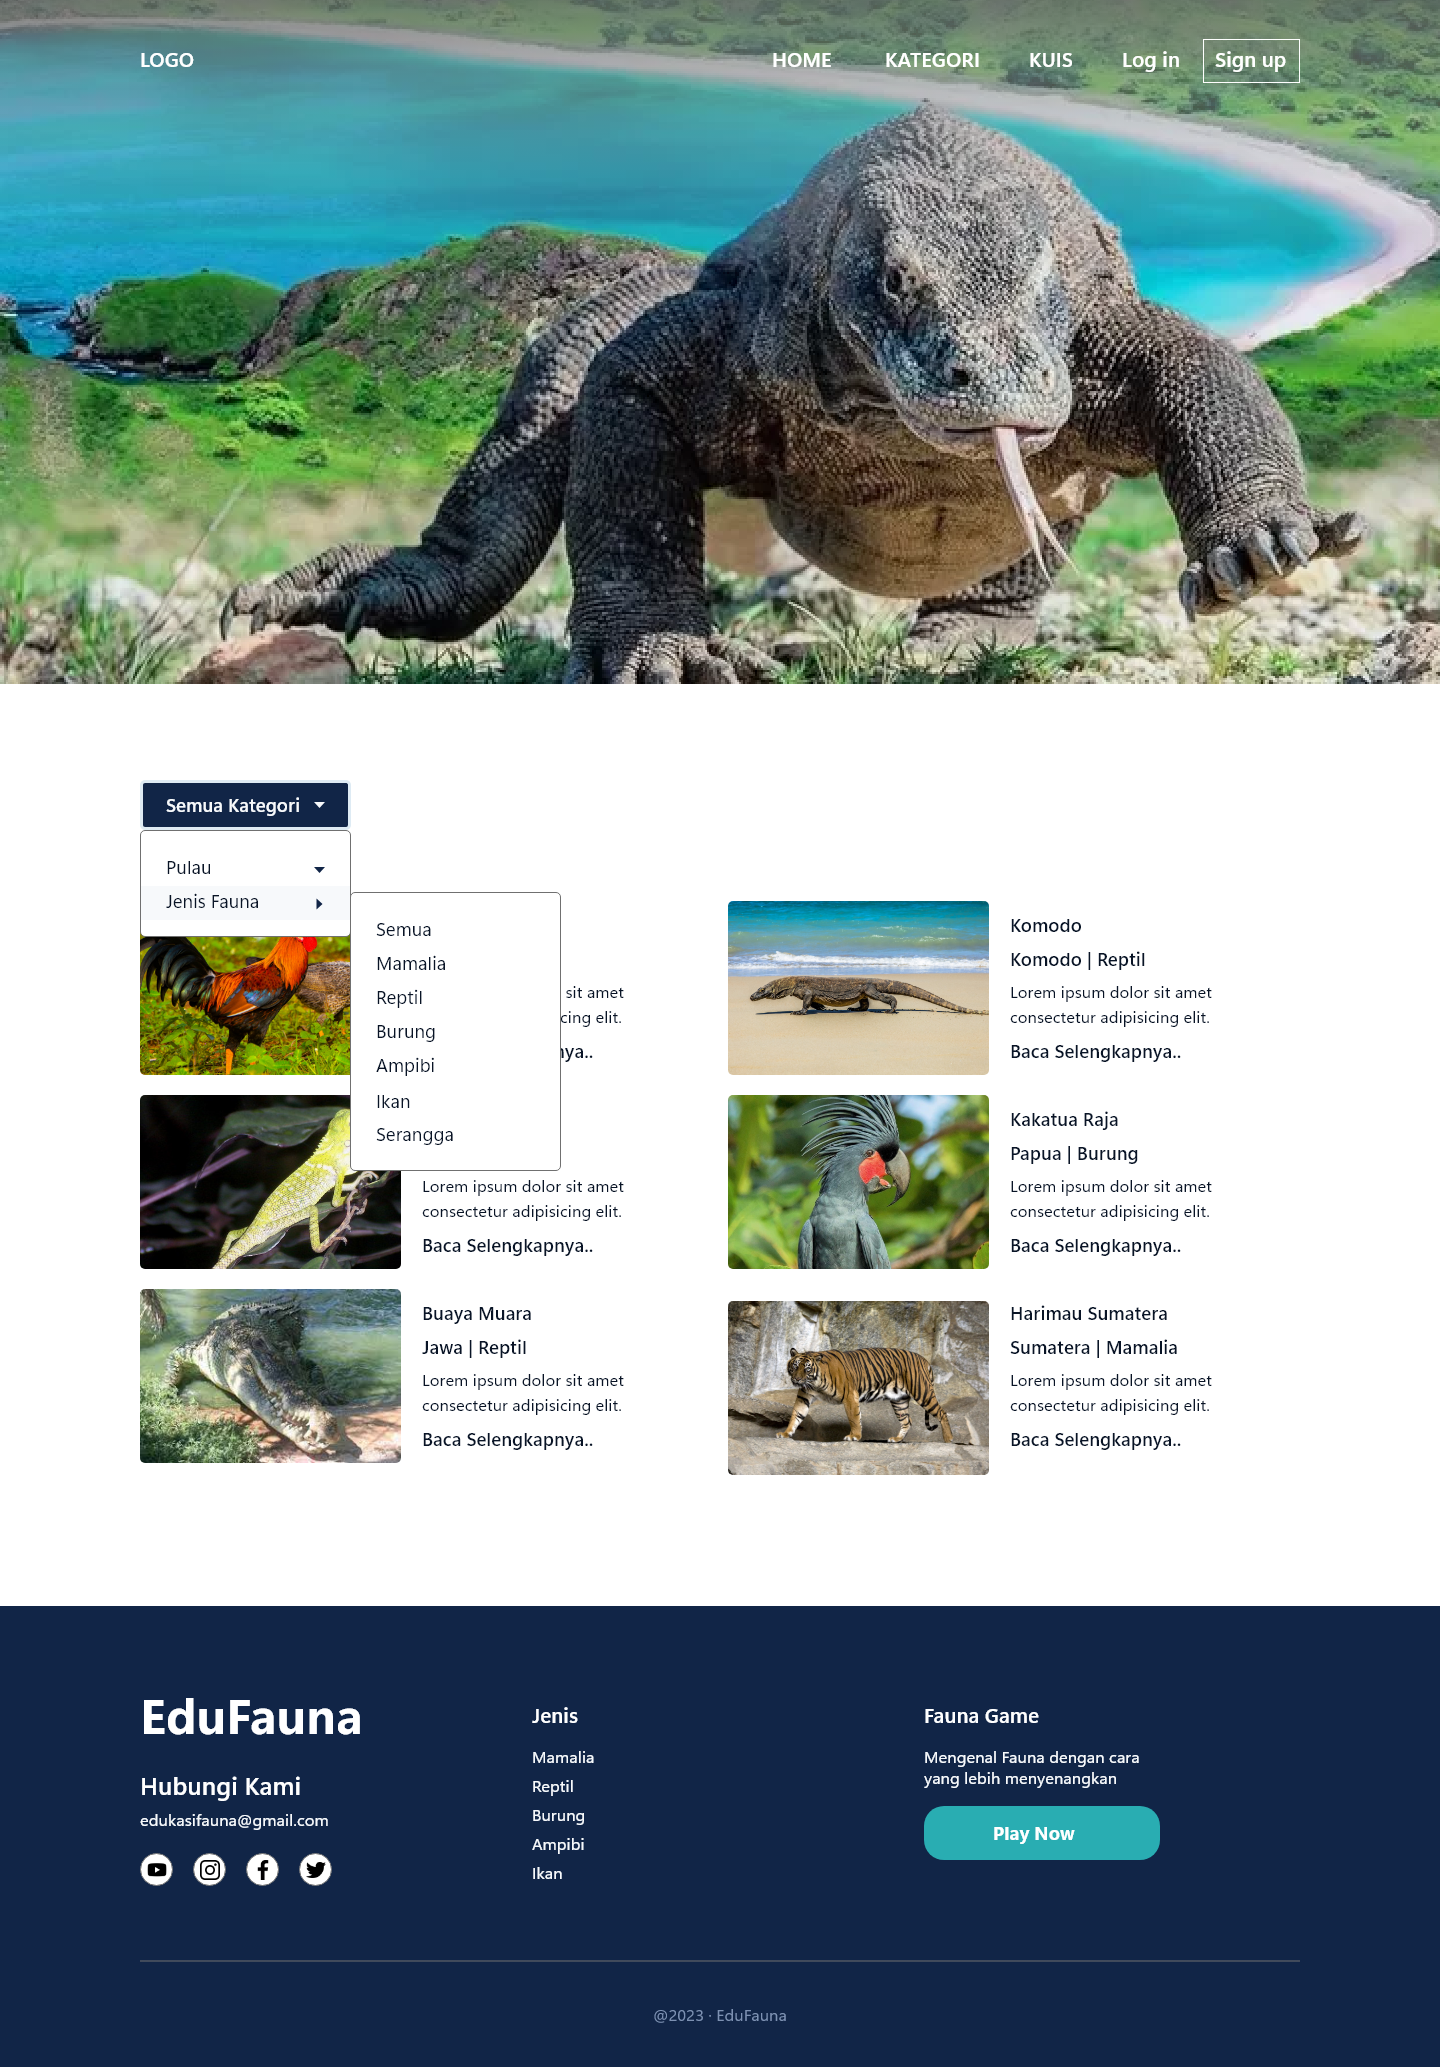 LOGO
HOME
KATEGORI
KUIS
Log in
Sign up
Semua Kategori
Pulau
Jenis Fauna
Semua
Mamalia
Reptil
Burung
Ampibi
Ikan
Serangga
sit amet
elit.
Komodo
Komodo | Reptil
Lorem ipsum dolor sit amet
consectetur adipisicing elit.
Baca Selengkapnya..
Lorem ipsum dolor sit amet
consectetur adipisicing elit.
Baca Selengkapnya..
Kakatua Raja
Papua | Burung
Lorem ipsum dolor sit amet
consectetur adipisicing elit.
Baca Selengkapnya..
Buaya Muara
Jawa | Reptil
Lorem ipsum dolor sit amet
consectetur adipisicing elit.
Baca Selengkapnya..
Harimau Sumatera
Sumatera | Mamalia
Lorem ipsum dolor sit amet
consectetur adipisicing elit.
Baca Selengkapnya..
EduFauna
Hubungi Kami
edukasifauna@gmail.com
Jenis
Mamalia
Reptil
Burung
Ampibi
Ikan
Fauna Game
Mengenal Fauna dengan cara
yang lebih menyenangkan
Play Now
@2023 · EduFauna